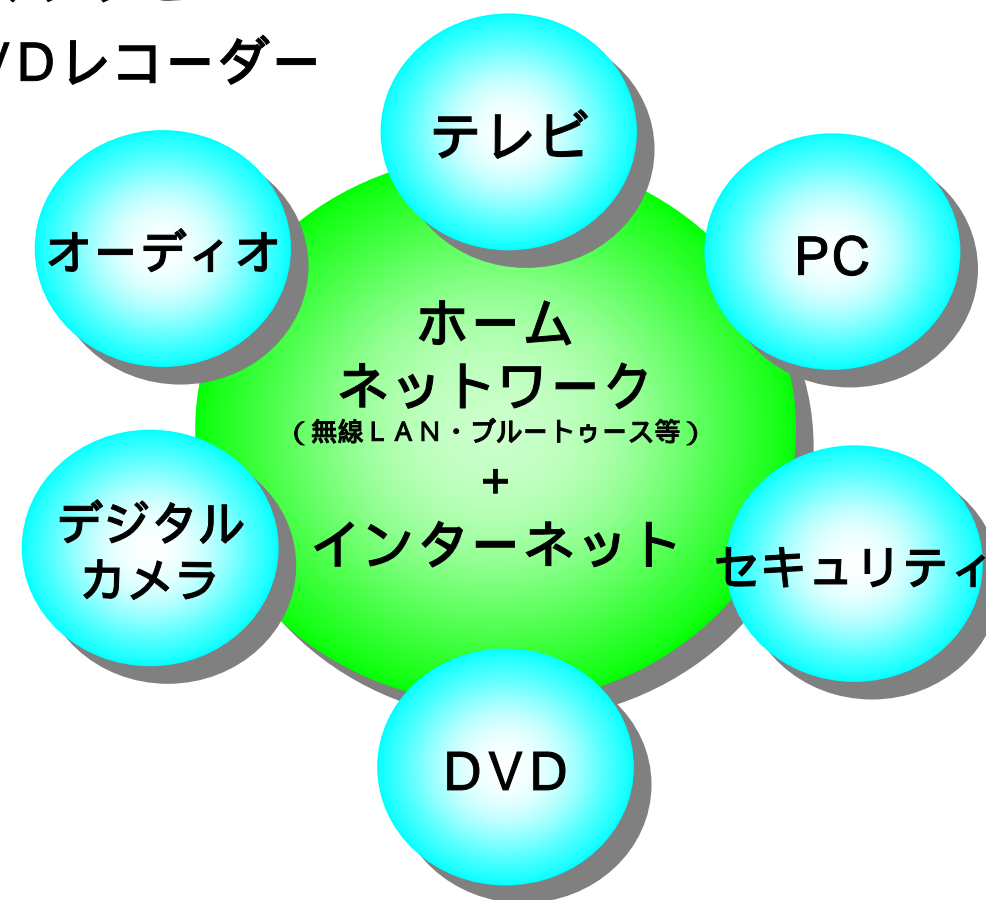 VDレコーダー
テレビ
オーディオ
PC
ホーム
ネットワーク
（無線ＬＡＮ・ブルートゥース等）
+
インターネット
デジタル
カメラ
セキュリティ
DVD